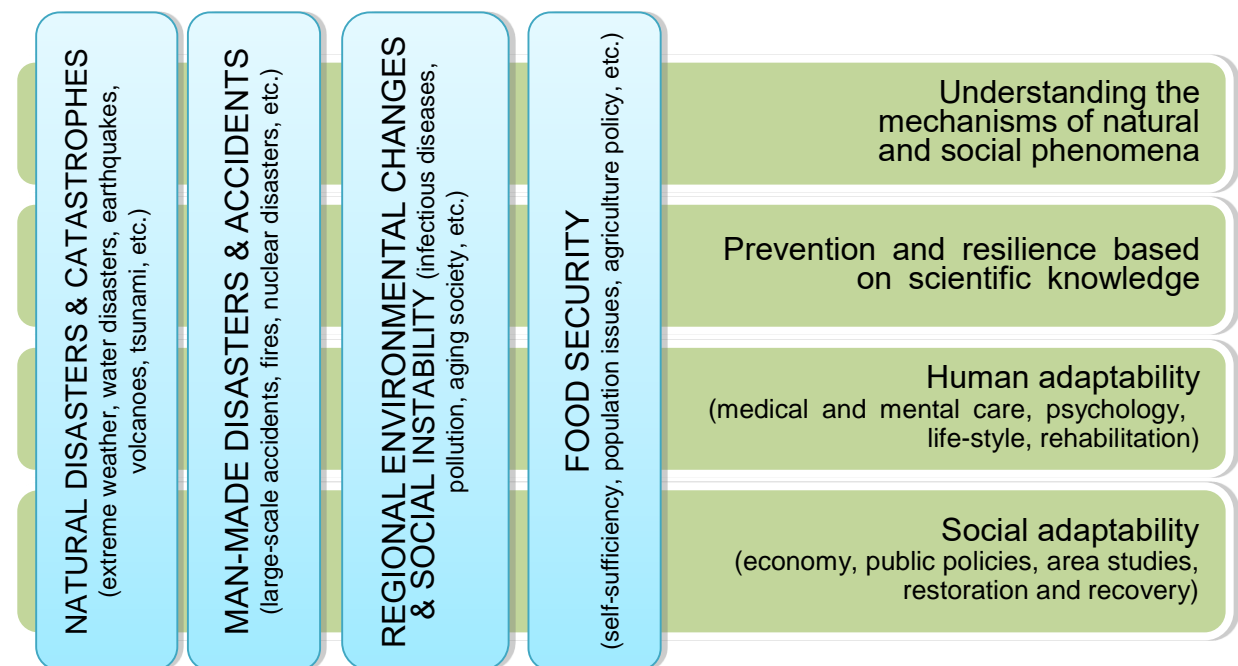 NATURAL DISASTERS & CATASTROPHES
(extreme weather, water disasters, earthquakes,
volcanoes, tsunami, etc.)
MAN-MADE DISASTERS & ACCIDENTS
(large-scale accidents, fires, nuclear disasters, etc.)
REGIONAL ENVIRONMENTAL CHANGES
& SOCIAL INSTABILITY (infectious diseases,
pollution, aging society, etc.)
FOOD SECURITY
(self-sufficiency, population issues, agriculture policy, etc.)
Understanding the
mechanisms of natural
and social phenomena
Prevention and resilience based
on scientific knowledge
Human adaptability
(medical and mental care, psychology,
life-style, rehabilitation)
Social adaptability
(economy, public policies, area studies,
restoration and recovery)